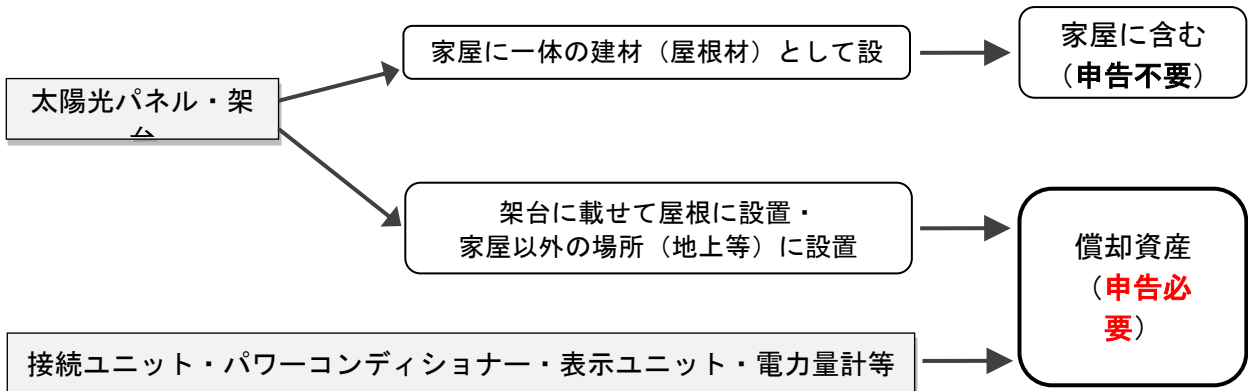 家屋に一体の建材（屋根材）として設
家屋に含む
（申告不要）
太陽光パネル・架
台
架台に載せて屋根に設置・
家屋以外の場所（地上等）に設置
償却資産
（申告必
要）
接続ユニット・パワーコンディショナー・表示ユニット・電力量計等